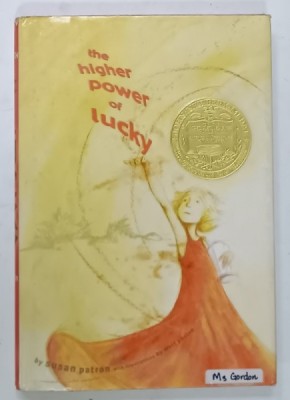 the
higher
power
of
lucky
by susan patron
Ms Gordon